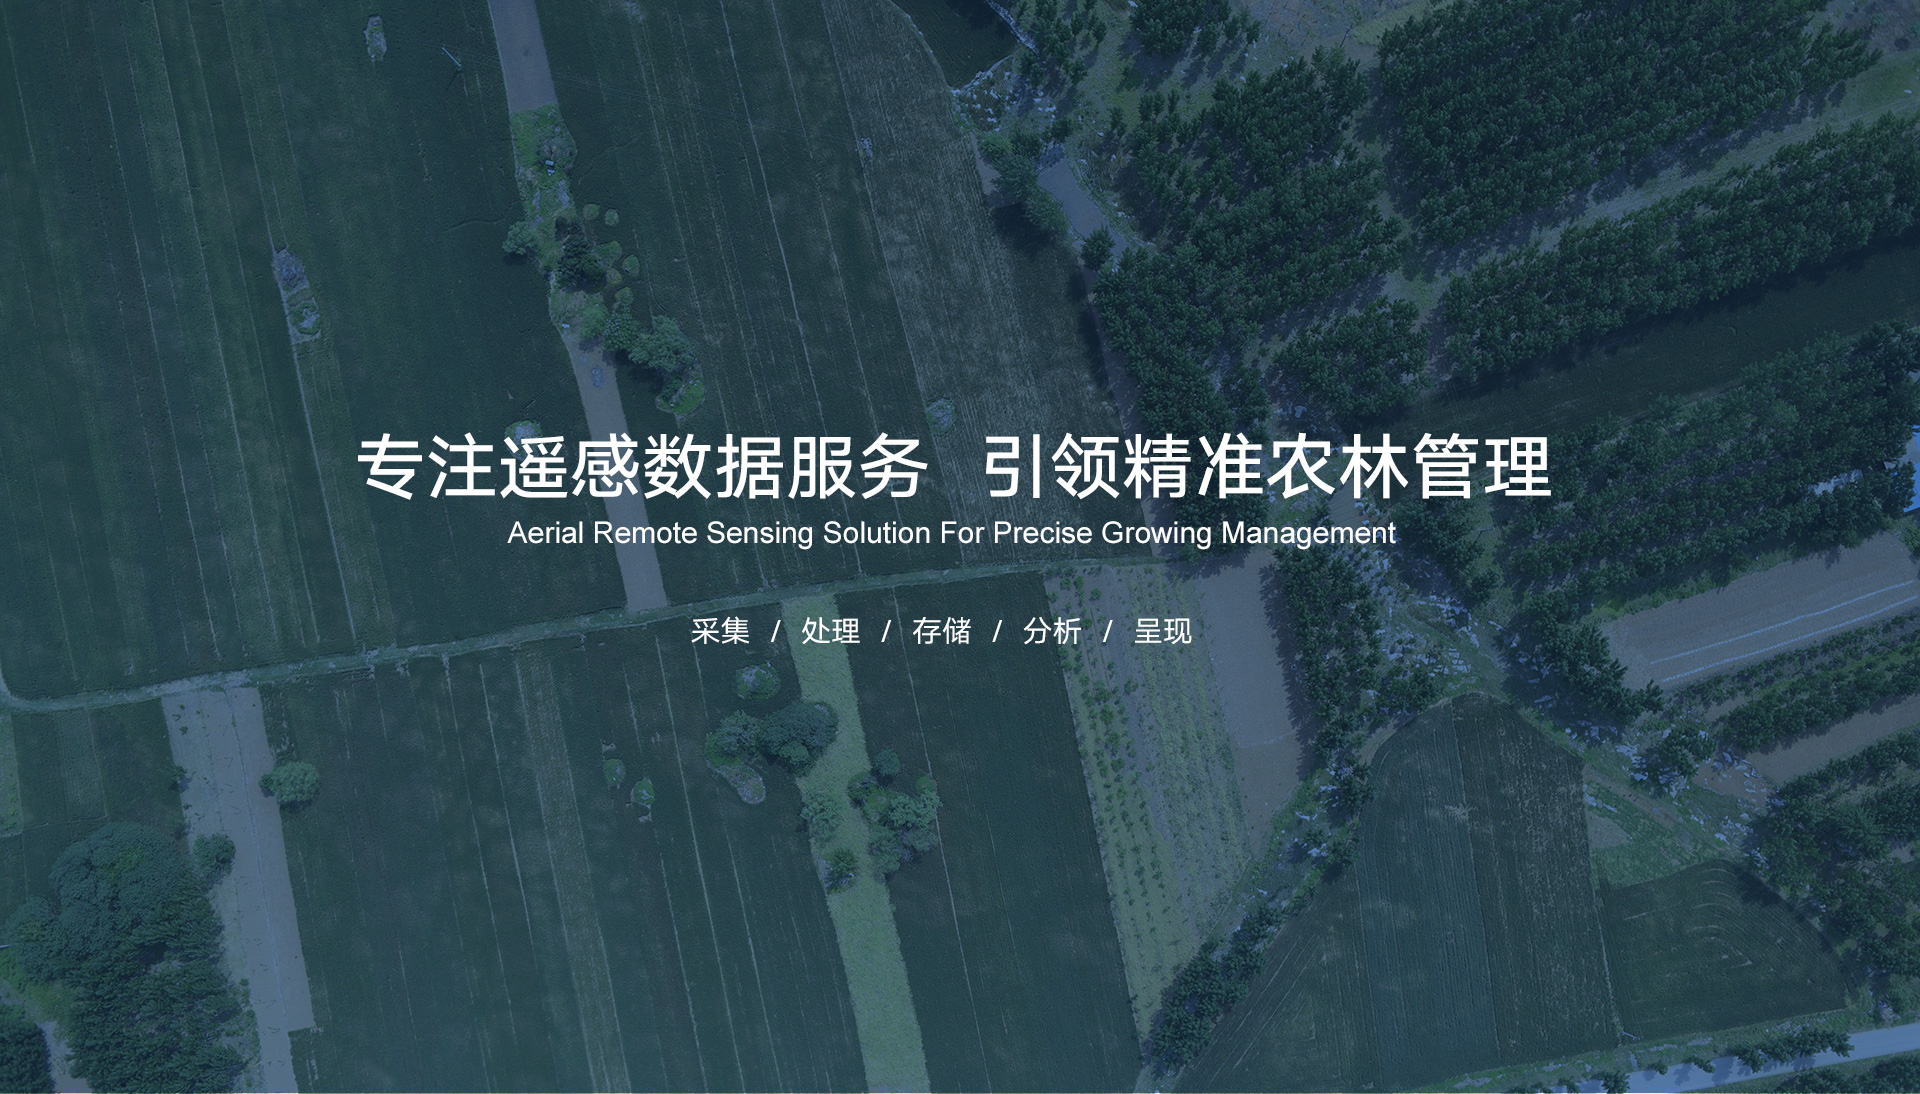 专注遥感数据服务 引领精准农林管理
Aerial Remote Sensing Solution For Precise Growing Management
采集 / 处理 / 存储 / 分析 / 呈现